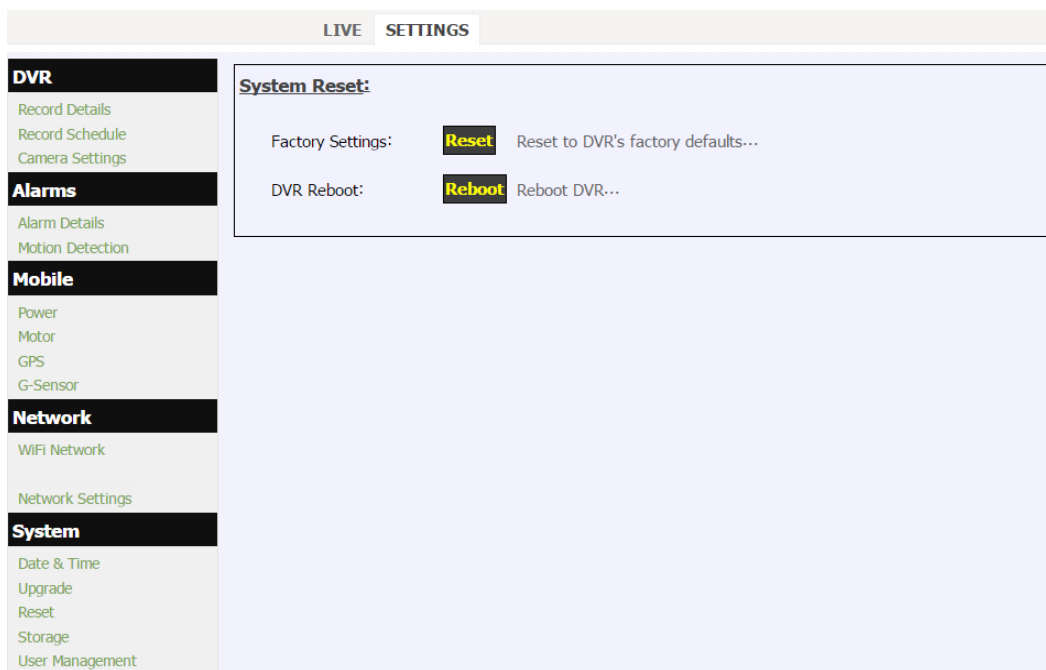 LIVE SETTINGS
DVR
Record Details
Record Schedule
Camera Settings
Alarms
Alarm Details
Motion Detection
Mobile
Power
Motor
GPS
G-Sensor
Network
WiFi Network
Network Settings
System
Date & Time
Upgrade
Reset
Storage
User Management
System Reset:
Factory Settings: Reset Reset to DVR's factory defaults···
DVR Reboot: Reboot Reboot DVR···